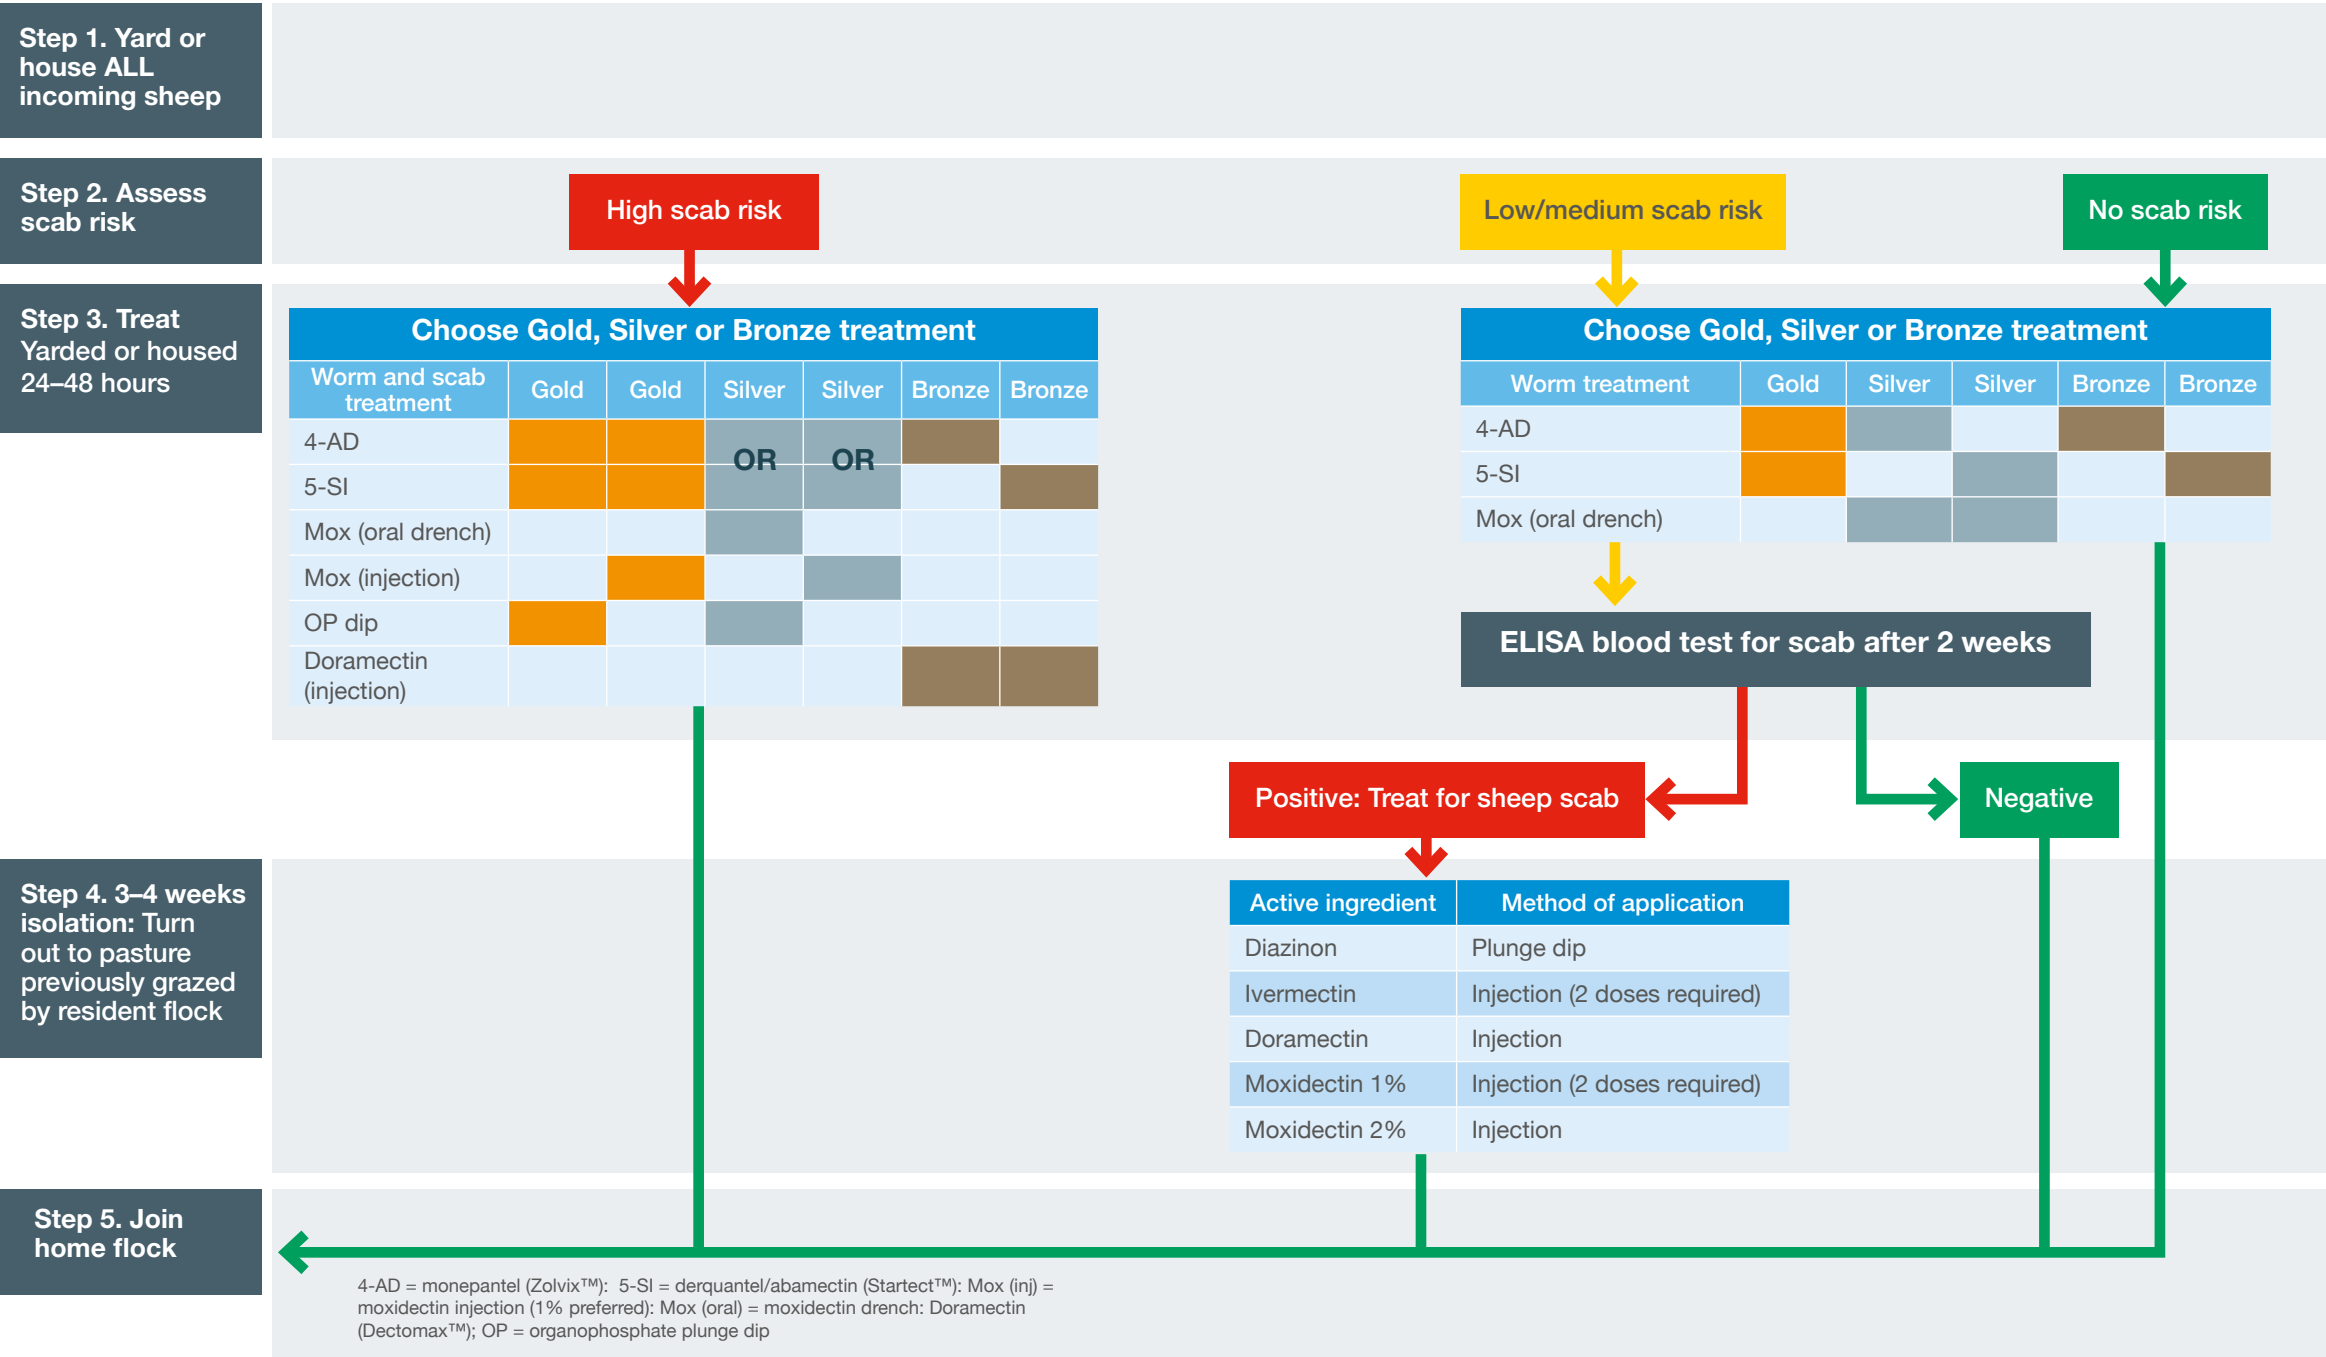 Step 1. Yard or
house ALL
incoming sheep
Step 2. Assess
scab risk
High scab risk
Low/medium scab risk
No scab risk
Step 3. Treat
Yarded or housed
24–48 hours
Choose Gold, Silver or Bronze treatment
Worm and scab
treatment
Gold
Gold
Silver
Silver
Bronze
Bronze
4-AD
OR
OR
5-SI
Mox (oral drench)
Mox (injection)
OP dip
Doramectin
(injection)
Choose Gold, Silver or Bronze treatment
Worm treatment
Gold
Silver
Silver
Bronze
Bronze
4-AD
5-SI
Mox (oral drench)
ELISA blood test for scab after 2 weeks
Positive: Treat for sheep scab
Negative
Step 4. 3–4 weeks
isolation: Turn
out to pasture
previously grazed
by resident flock
Active ingredient
Method of application
Diazinon
Plunge dip
Ivermectin
Injection (2 doses required)
Doramectin
Injection
Moxidectin 1%
Injection (2 doses required)
Moxidectin 2%
Injection
Step 5. Join
home flock
4-AD = monepantel (Zolvix™): 5-SI = derquantel/abamectin (Startect™): Mox (inj) =
moxidectin injection (1% preferred): Mox (oral) = moxidectin drench: Doramectin
(Dectomax™); OP = organophosphate plunge dip